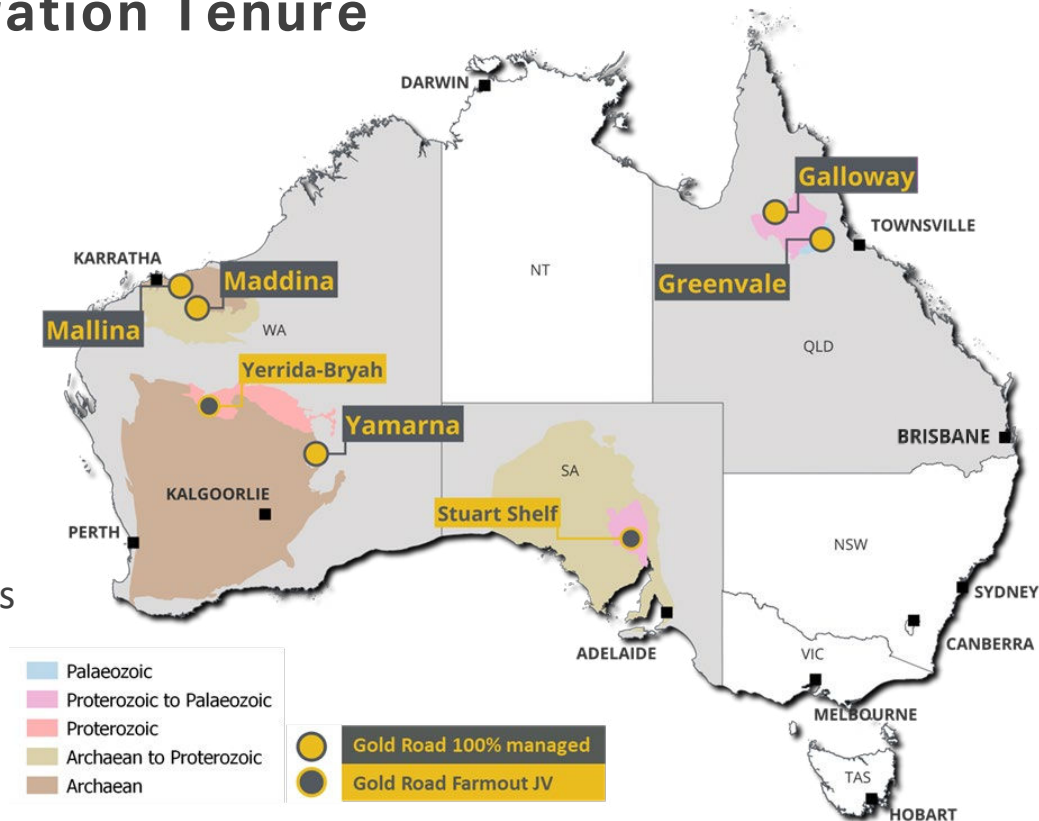 Tenure
DARWIN
Galloway
TOWNSVILLE
KARRATHA
Maddina
NT
Greenvale
Mallina
WA
QLD
Yerrida-Bryah
Yamarna
BRISBANE
SA
KALGOORLIE
Stuart Shelf
PERTH
NSW
SYDNEY
CANBERRA
ADELAIDE
VIC
MELBOURNE
TAS
HOBART
Palaeozoic
Proterozoic to Palaeozoic
Proterozoic
Archaean to Proterozoic
Archaean
Gold Road 100% managed
Gold Road Farmout JV